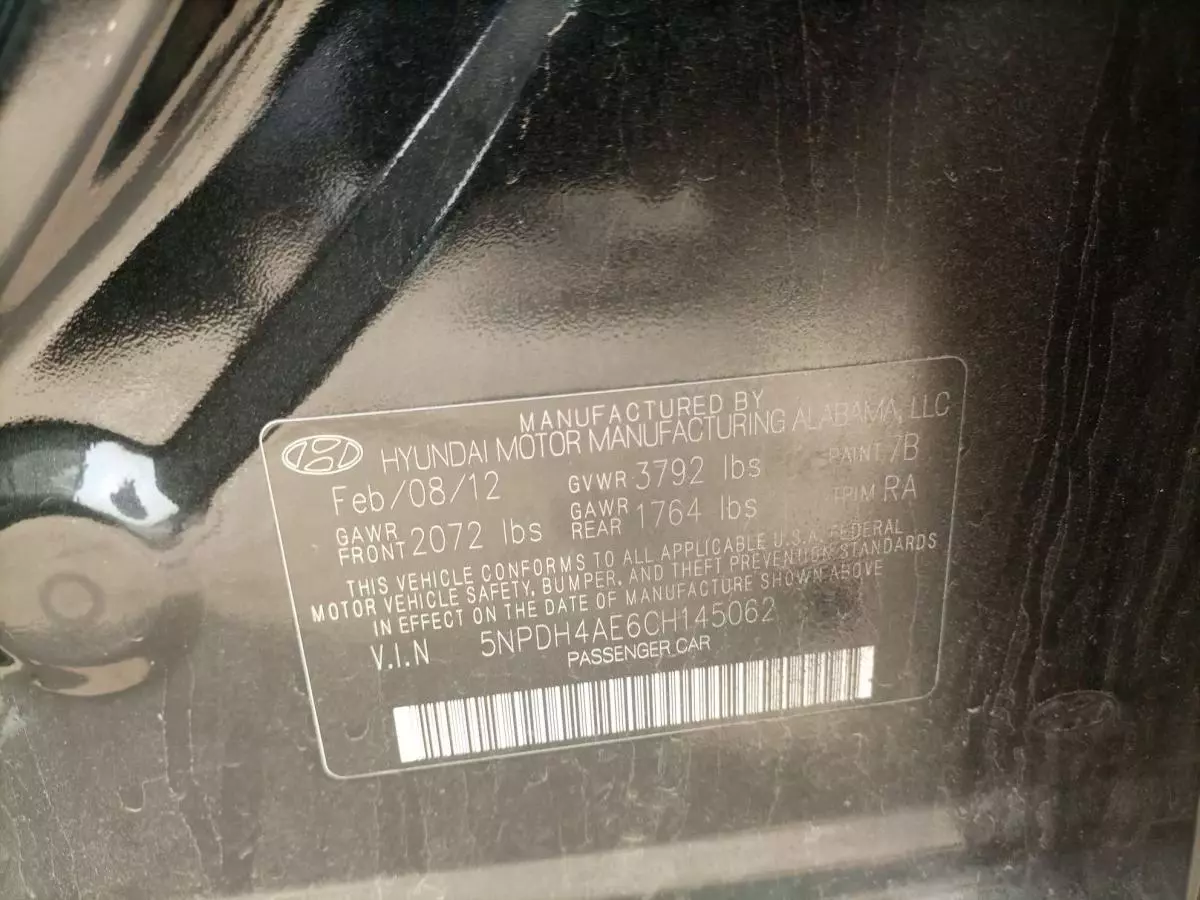 MANUFACTURED BY
HYUNDAI MOTOR MANUFACTURING ALABAMA, LLC
Feb/08/12 GVWR 3792 lbs PAINT 7B
GAWR FRONT 2072 lbs GAWR REAR 1764 lbs TRIM RA
THIS VEHICLE CONFORMS TO ALL APPLICABLE U.S.A. FEDERAL
MOTOR VEHICLE SAFETY, BUMPER, AND THEFT PREVENTION STANDARDS
IN EFFECT ON THE DATE OF MANUFACTURE SHOWN ABOVE
V.I.N 5NPDH4AE6CH145062
PASSENGER CAR